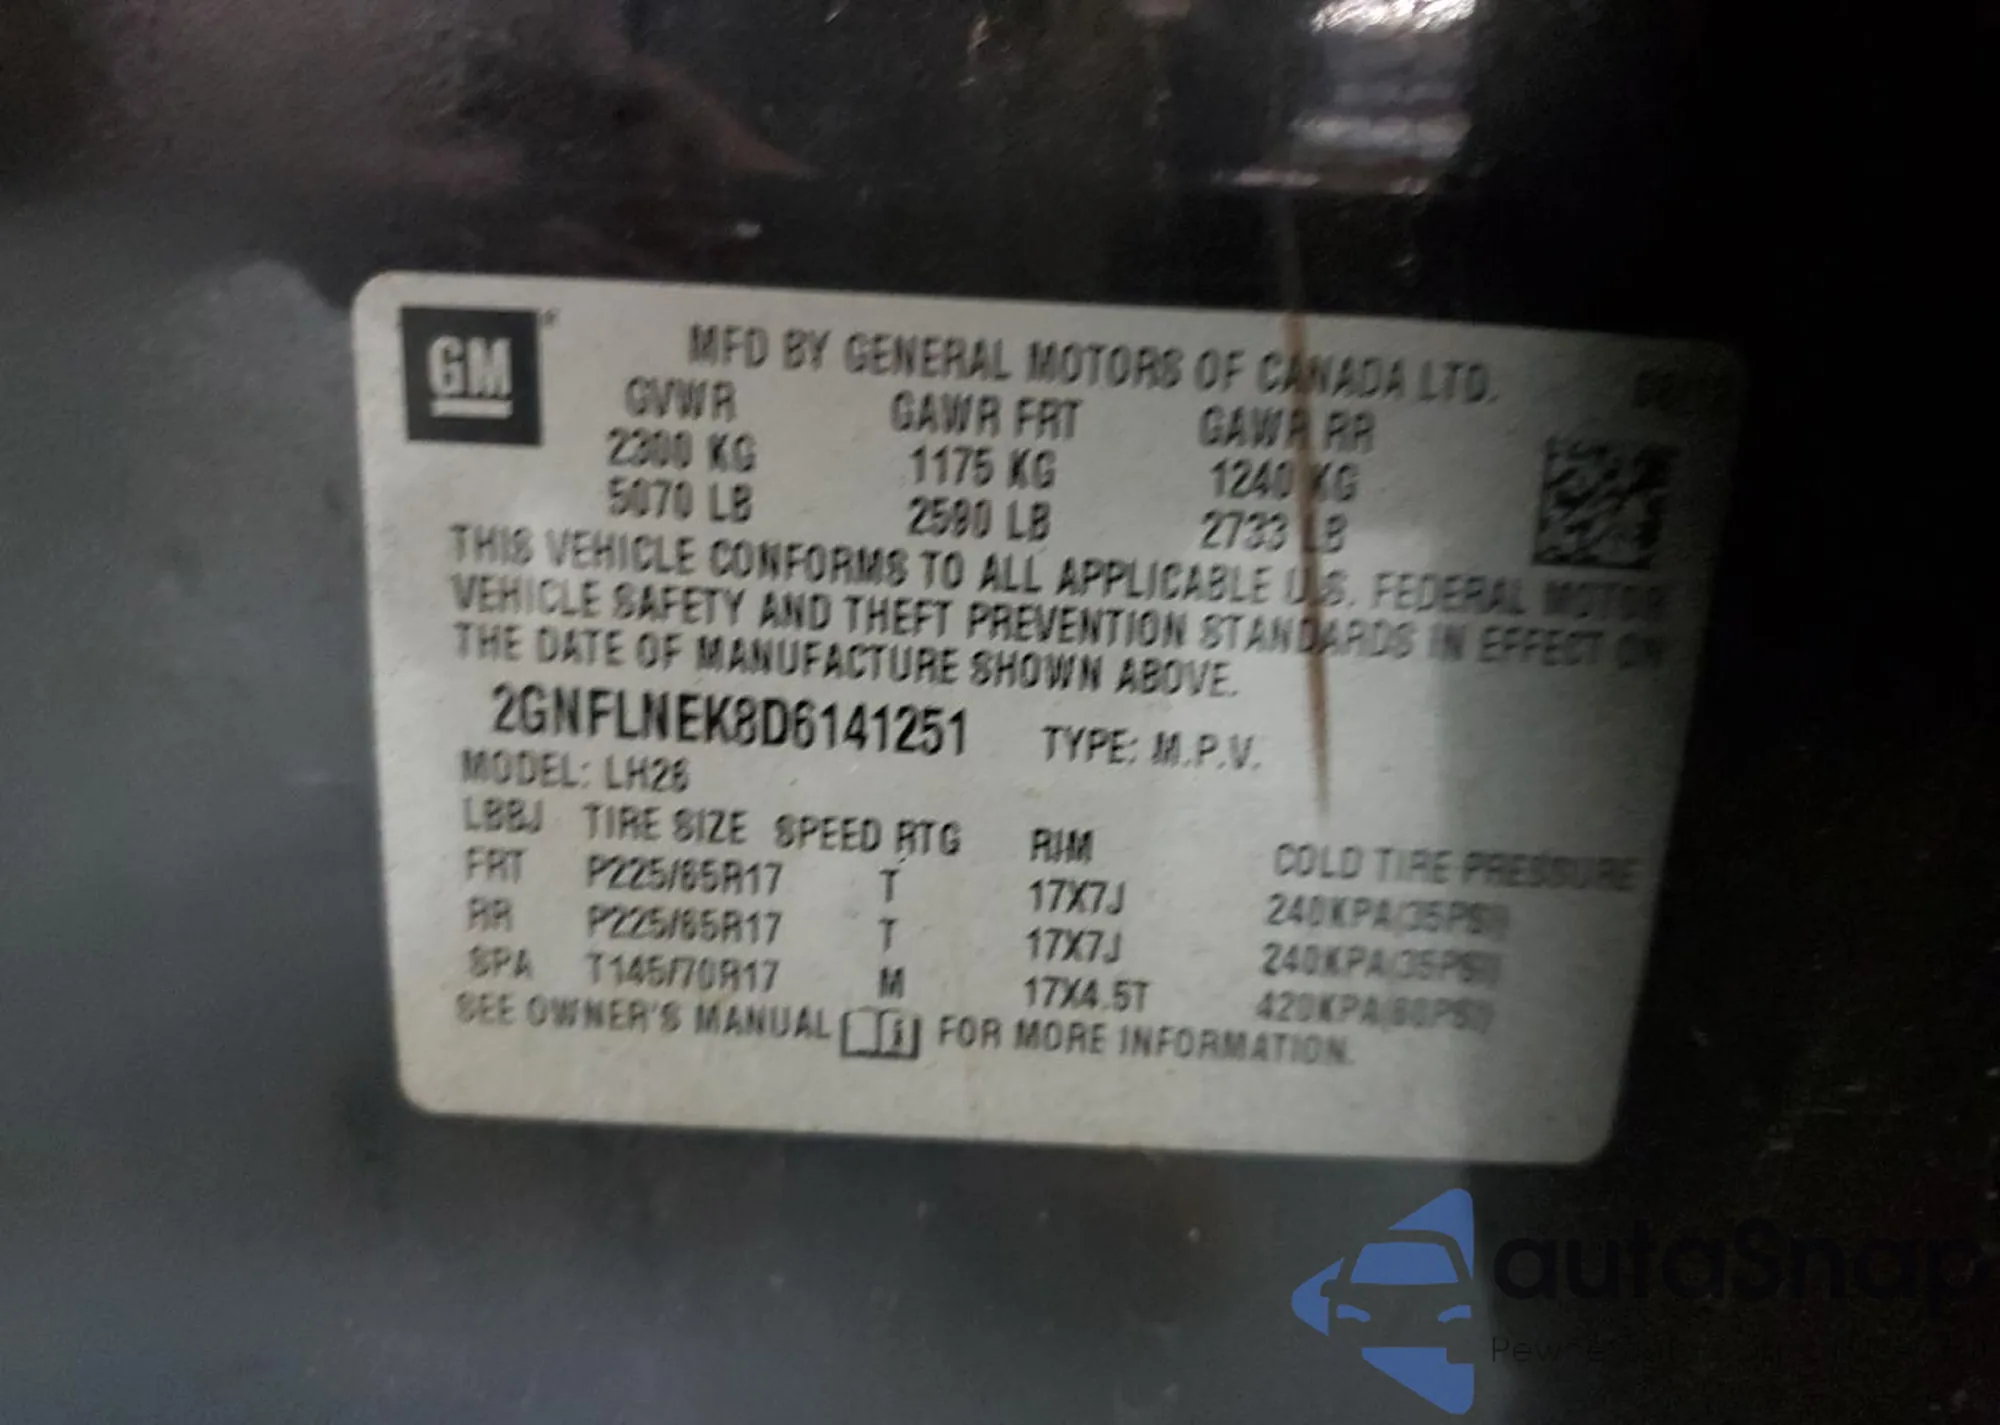 GM
MFD BY GENERAL MOTORS OF CANADA LTD.
GVWR GAWR FRT GAWR RR
2300 KG 1175 KG 1240 KG
5070 LB 2590 LB 2733 LB
THIS VEHICLE CONFORMS TO ALL APPLICABLE U.S. FEDERAL MOTOR
VEHICLE SAFETY AND THEFT PREVENTION STANDARDS IN EFFECT ON
THE DATE OF MANUFACTURE SHOWN ABOVE.
2GNFLNEK8D6141251 TYPE: M.P.V.
MODEL: LH26
LBBJ TIRE SIZE SPEED RTG RIM COLD TIRE PRESSURE
FRT P225/65R17 T 17X7J 240KPA(35PSI)
RR P225/65R17 T 17X7J 240KPA(35PSI)
SPA T145/70R17 M 17X4.5T 420KPA(60PSI)
SEE OWNER'S MANUAL FOR MORE INFORMATION.
autoSnap